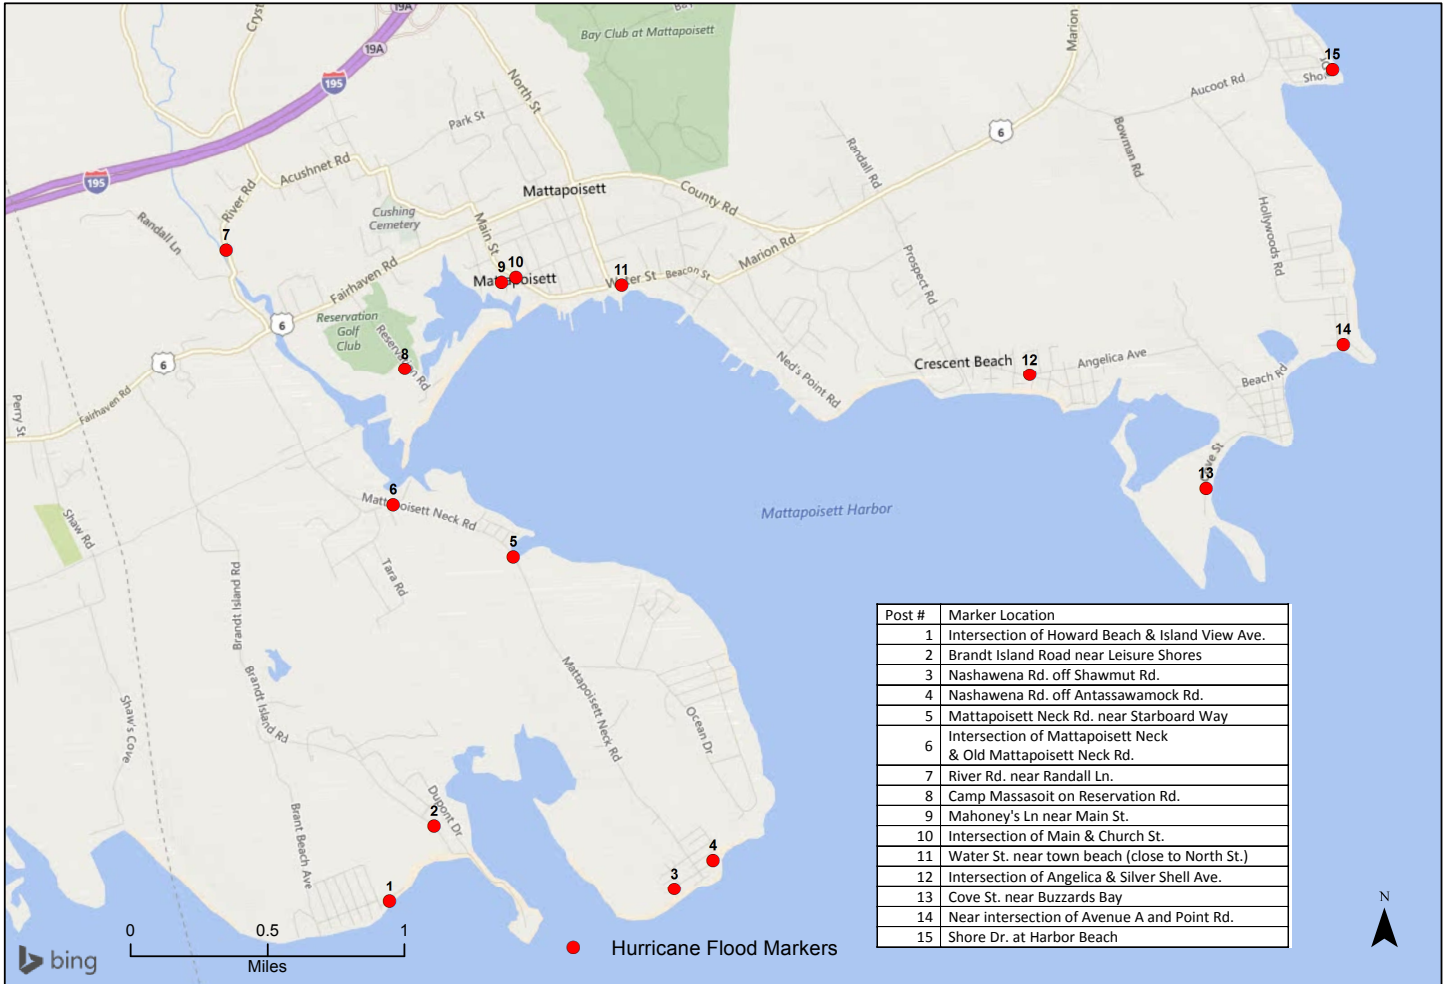 19A
Cryst
Bay
Bay Club at Mattapoisett
Marion
15
19A
195
North St
Shor
Aucoot Rd
Park St
6
Bowman Rd
Randall Rd
Acushnet Rd
195
Mattapoisett
River Rd
County Rd
Cushing
Cemetery
Randall Ln
Main St
Hollywoods Rd
7
Marion Rd
Prospect Rd
Fairhaven Rd
9
10
11
Mattapoisett
Water St
Beacon St
Reservation
Golf
Club
6
Reservation Rd
8
14
6
Ned's Point Rd
Crescent Beach
12
Angelica Ave
Beach Rd
Fairhaven Rd
Perry St
Cove St
13
6
Mattapoisett Neck Rd
Mattapoisett Harbor
Shaw Rd
5
Tara Rd
Brandt Island Rd
Mattapoisett Neck Rd
Brandt Island Rd
Ocean Dr
Shaw's Cove
Dupont Dr
2
Brant Beach Ave
4
3
1
Post # Marker Location
1 Intersection of Howard Beach & Island View Ave.
2 Brandt Island Road near Leisure Shores
3 Nashawena Rd. off Shawmut Rd.
4 Nashawena Rd. off Antassawamock Rd.
5 Mattapoisett Neck Rd. near Starboard Way
6 Intersection of Mattapoisett Neck
& Old Mattapoisett Neck Rd.
7 River Rd. near Randall Ln.
8 Camp Massasoit on Reservation Rd.
9 Mahoney's Ln near Main St.
10 Intersection of Main & Church St.
11 Water St. near town beach (close to North St.)
12 Intersection of Angelica & Silver Shell Ave.
13 Cove St. near Buzzards Bay
14 Near intersection of Avenue A and Point Rd.
15 Shore Dr. at Harbor Beach
N
0 0.5 1
Miles
bing
Hurricane Flood Markers